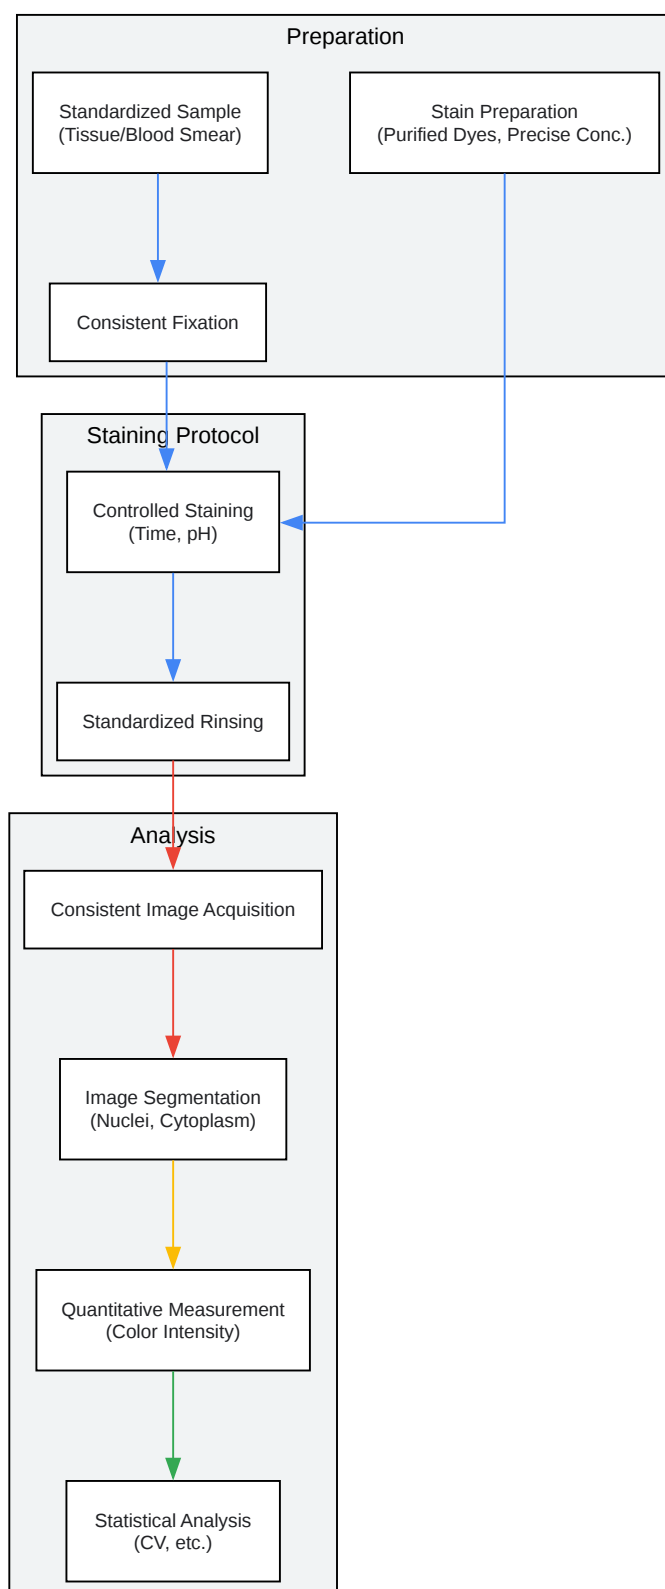 Preparation
Standardized Sample
(Tissue/Blood Smear)
Stain Preparation
(Purified Dyes, Precise Conc.)
Consistent Fixation
Staining Protocol
Controlled Staining
(Time, pH)
Standardized Rinsing
Analysis
Consistent Image Acquisition
Image Segmentation
(Nuclei, Cytoplasm)
Quantitative Measurement
(Color Intensity)
Statistical Analysis
(CV, etc.)